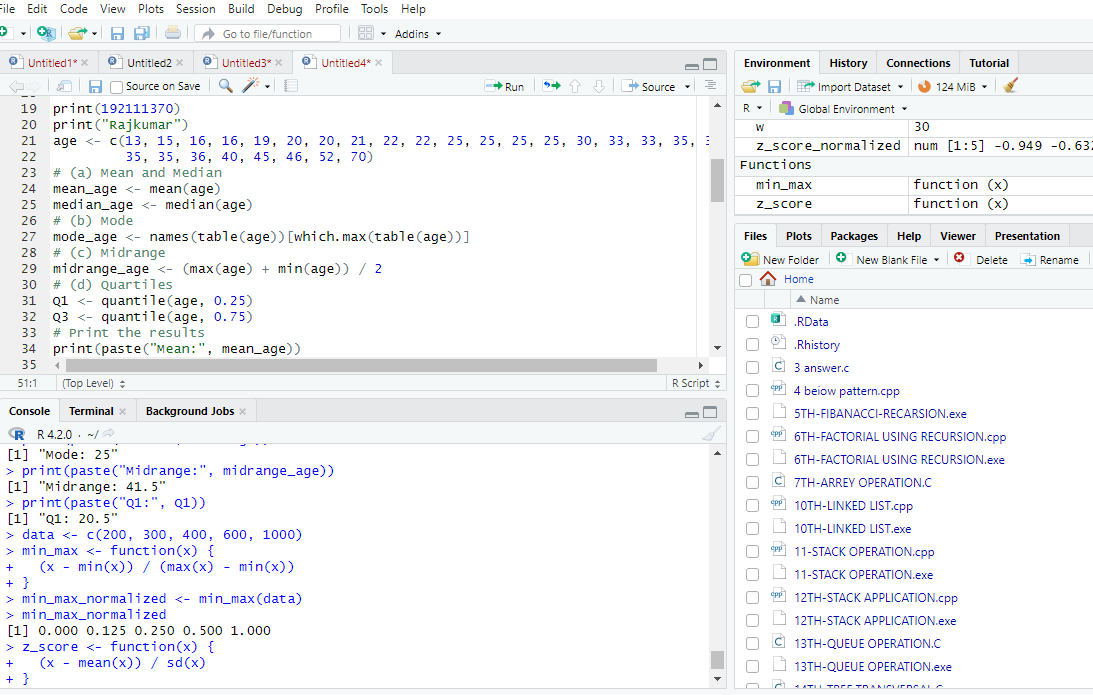 File Edit Code View Plots Session Build Debug Profile Tools Help
Go to file/function Addins
Untitled1* Untitled2 Untitled3* Untitled4*
Source on Save Run Source
19 print(192111370)
20 print("Rajkumar")
21 age <- c(13, 15, 16, 16, 19, 20, 20, 21, 22, 22, 25, 25, 25, 25, 30, 33, 33, 35,
22 35, 35, 36, 40, 45, 46, 52, 70)
23 # (a) Mean and Median
24 mean_age <- mean(age)
25 median_age <- median(age)
26 # (b) Mode
27 mode_age <- names(table(age))[which.max(table(age))]
28 # (c) Midrange
29 midrange_age <- (max(age) + min(age)) / 2
30 # (d) Quartiles
31 Q1 <- quantile(age, 0.25)
32 Q3 <- quantile(age, 0.75)
33 # Print the results
34 print(paste("Mean:", mean_age))
35
51:1 (Top Level) R Script
Console Terminal Background Jobs
R 4.2.0 · ~/
[1] "Mode: 25"
> print(paste("Midrange:", midrange_age))
[1] "Midrange: 41.5"
> print(paste("Q1:", Q1))
[1] "Q1: 20.5"
> data <- c(200, 300, 400, 600, 1000)
> min_max <- function(x) {
+ (x - min(x)) / (max(x) - min(x))
+ }
> min_max_normalized <- min_max(data)
> min_max_normalized
[1] 0.000 0.125 0.250 0.500 1.000
> z_score <- function(x) {
+ (x - mean(x)) / sd(x)
+ }
Environment History Connections Tutorial
Import Dataset 124 MiB
R Global Environment
w 30
z_score_normalized num [1:5] -0.949 -0.632
Functions
min_max function (x)
z_score function (x)
Files Plots Packages Help Viewer Presentation
New Folder New Blank File Delete Rename
Home
Name
.RData
.Rhistory
3 answer.c
4 beiow pattern.cpp
5TH-FIBANACCI-RECARSION.exe
6TH-FACTORIAL USING RECURSION.cpp
6TH-FACTORIAL USING RECURSION.exe
7TH-ARREY OPERATION.C
10TH-LINKED LIST.cpp
10TH-LINKED LIST.exe
11-STACK OPERATION.cpp
11-STACK OPERATION.exe
12TH-STACK APPLICATION.cpp
12TH-STACK APPLICATION.exe
13TH-QUEUE OPERATION.C
13TH-QUEUE OPERATION.exe